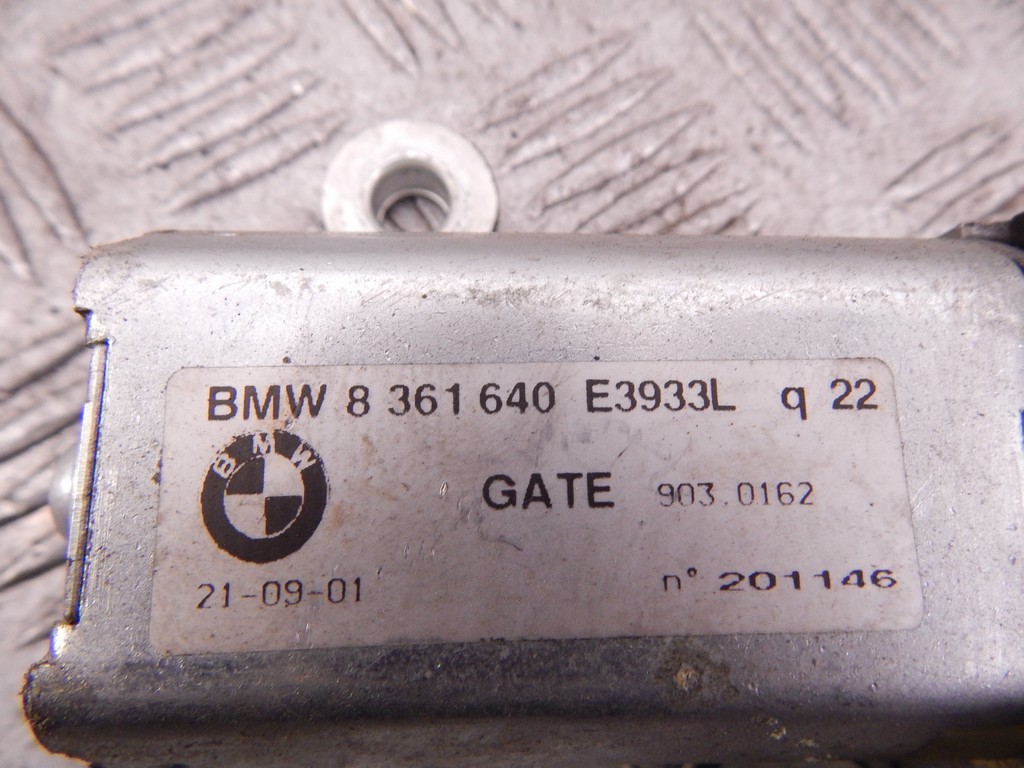 BMW 8 361 640 E3933L q 22
BMW
GATE 903.0162
21-09-01 n° 201146